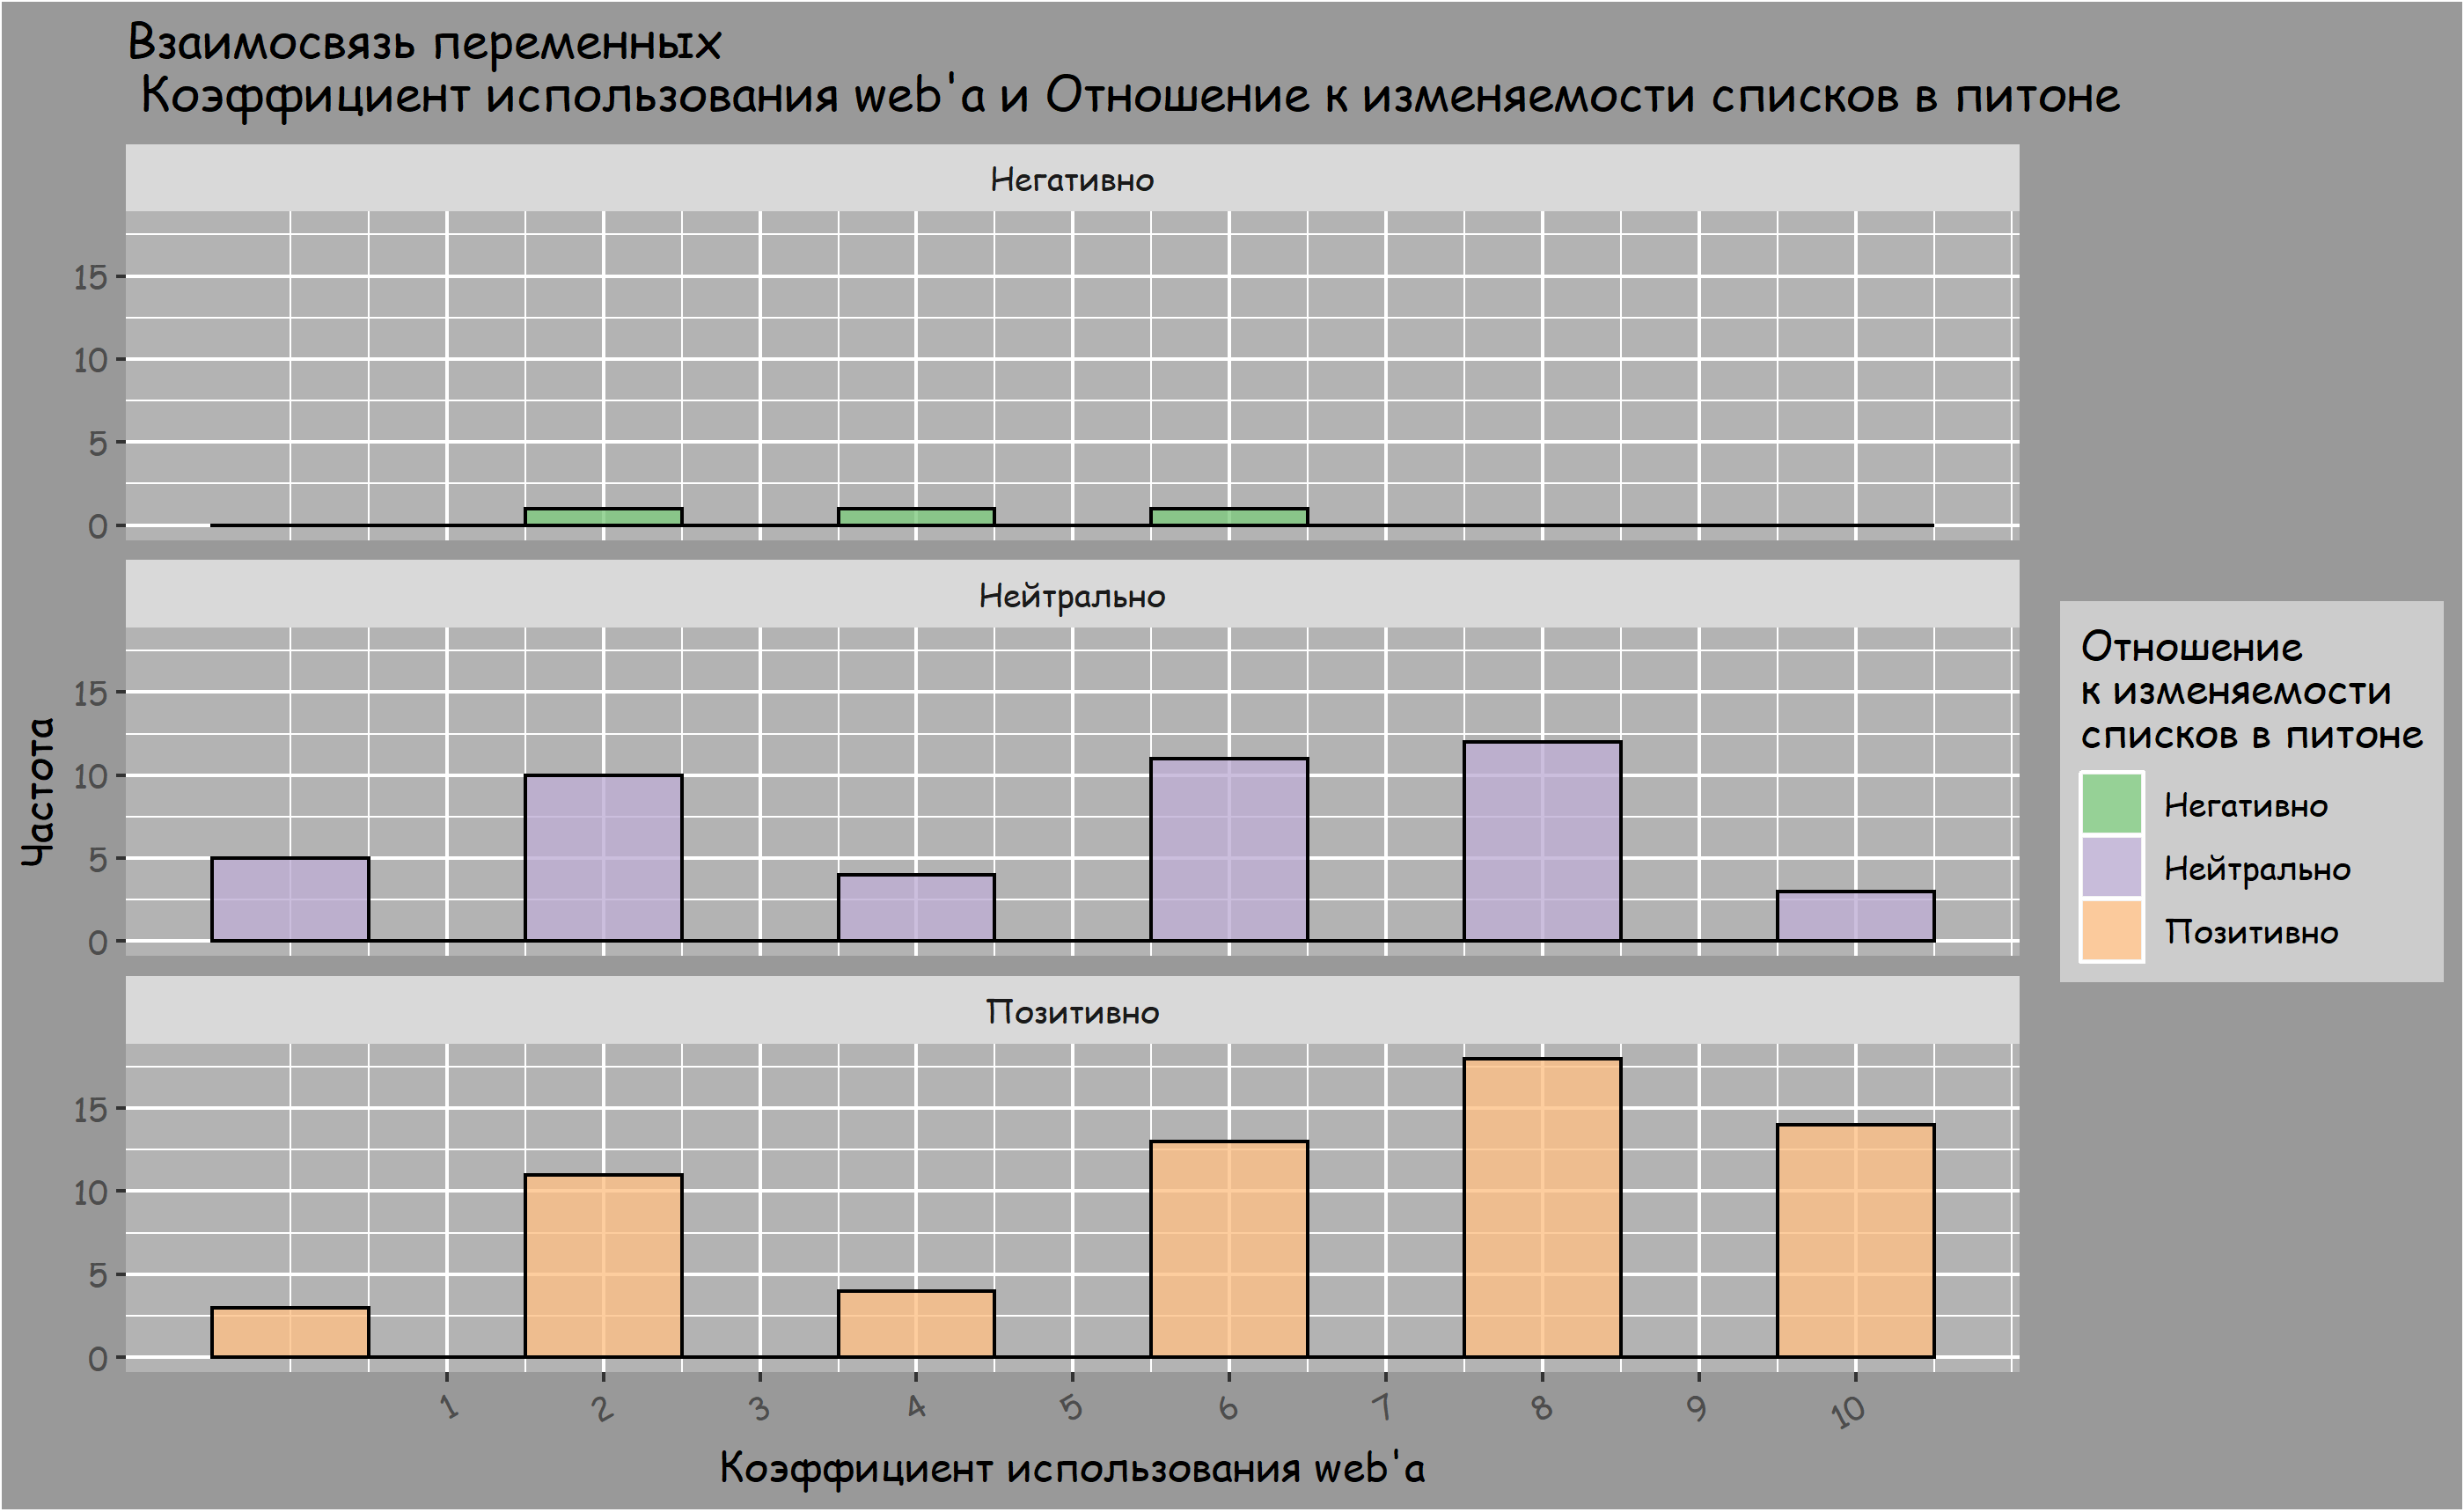 Взаимосвязь переменных
Коэффициент использования web'а и Отношение к изменяемости списков в питоне
Негативно
15
10
5
0
Нейтрально
15
10
5
0
Позитивно
15
10
5
0
1 2 3 4 5 6 7 8 9 10
Коэффициент использования web'а
Частота
Отношение
к изменяемости
списков в питоне
Негативно
Нейтрально
Позитивно